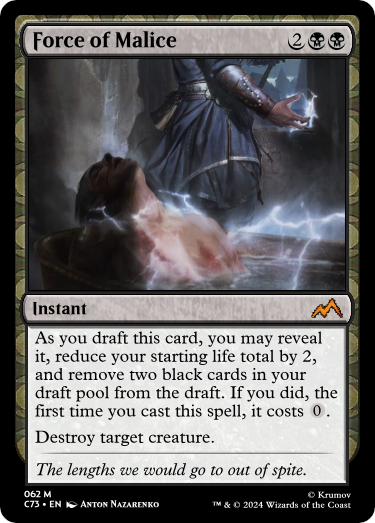 Force of Malice 2
Instant
As you draft this card, you may reveal
it, reduce your starting life total by 2,
and remove two black cards in your
draft pool from the draft. If you did, the
first time you cast this spell, it costs 0.
Destroy target creature.
The lengths we would go to out of spite.
062 M © Krumov
C73 • EN Anton Nazarenko ™ & © 2024 Wizards of the Coast